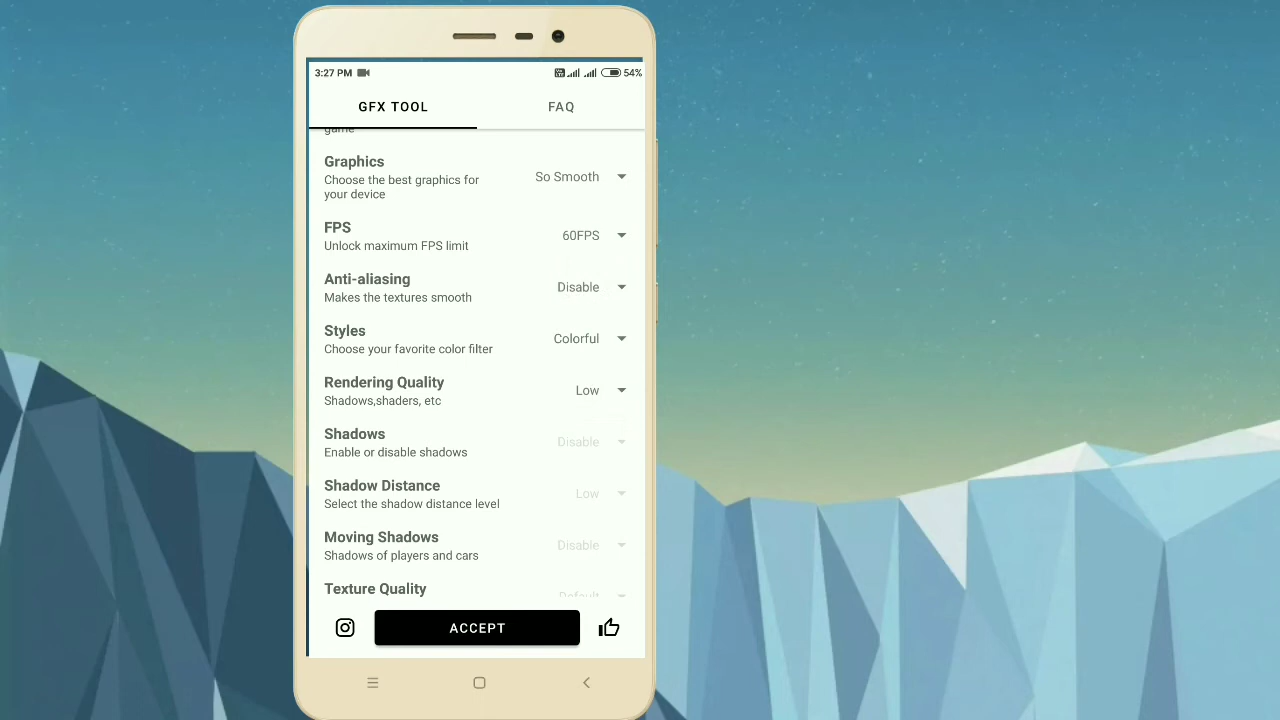 3:27 PM 54%
GFX TOOL FAQ
game
Graphics
Choose the best graphics for
your device
So Smooth
FPS
Unlock maximum FPS limit
60FPS
Anti-aliasing
Makes the textures smooth
Disable
Styles
Choose your favorite color filter
Colorful
Rendering Quality
Shadows,shaders, etc
Low
Shadows
Enable or disable shadows
Disable
Shadow Distance
Select the shadow distance level
Low
Moving Shadows
Shadows of players and cars
Disable
Texture Quality
Default
ACCEPT